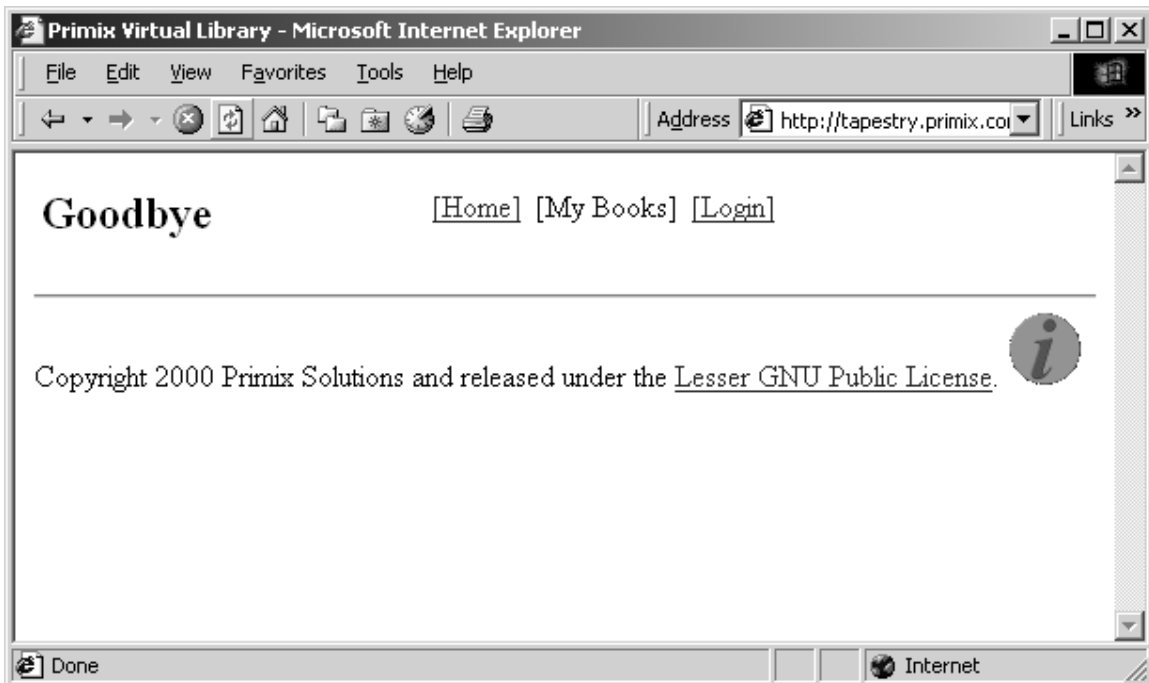 Primix Virtual Library - Microsoft Internet Explorer
File Edit View Favorites Tools Help
Address http://tapestry.primix.co Links »
Goodbye [Home] [My Books] [Login]
i
Copyright 2000 Primix Solutions and released under the Lesser GNU Public License.
Done Internet